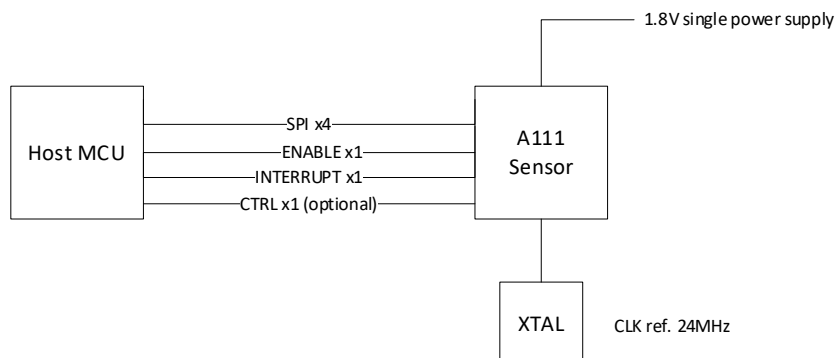 1.8V single power supply
SPI x4
Host MCU
ENABLE x1
A111
Sensor
INTERRUPT x1
CTRL x1 (optional)
XTAL
CLK ref. 24MHz